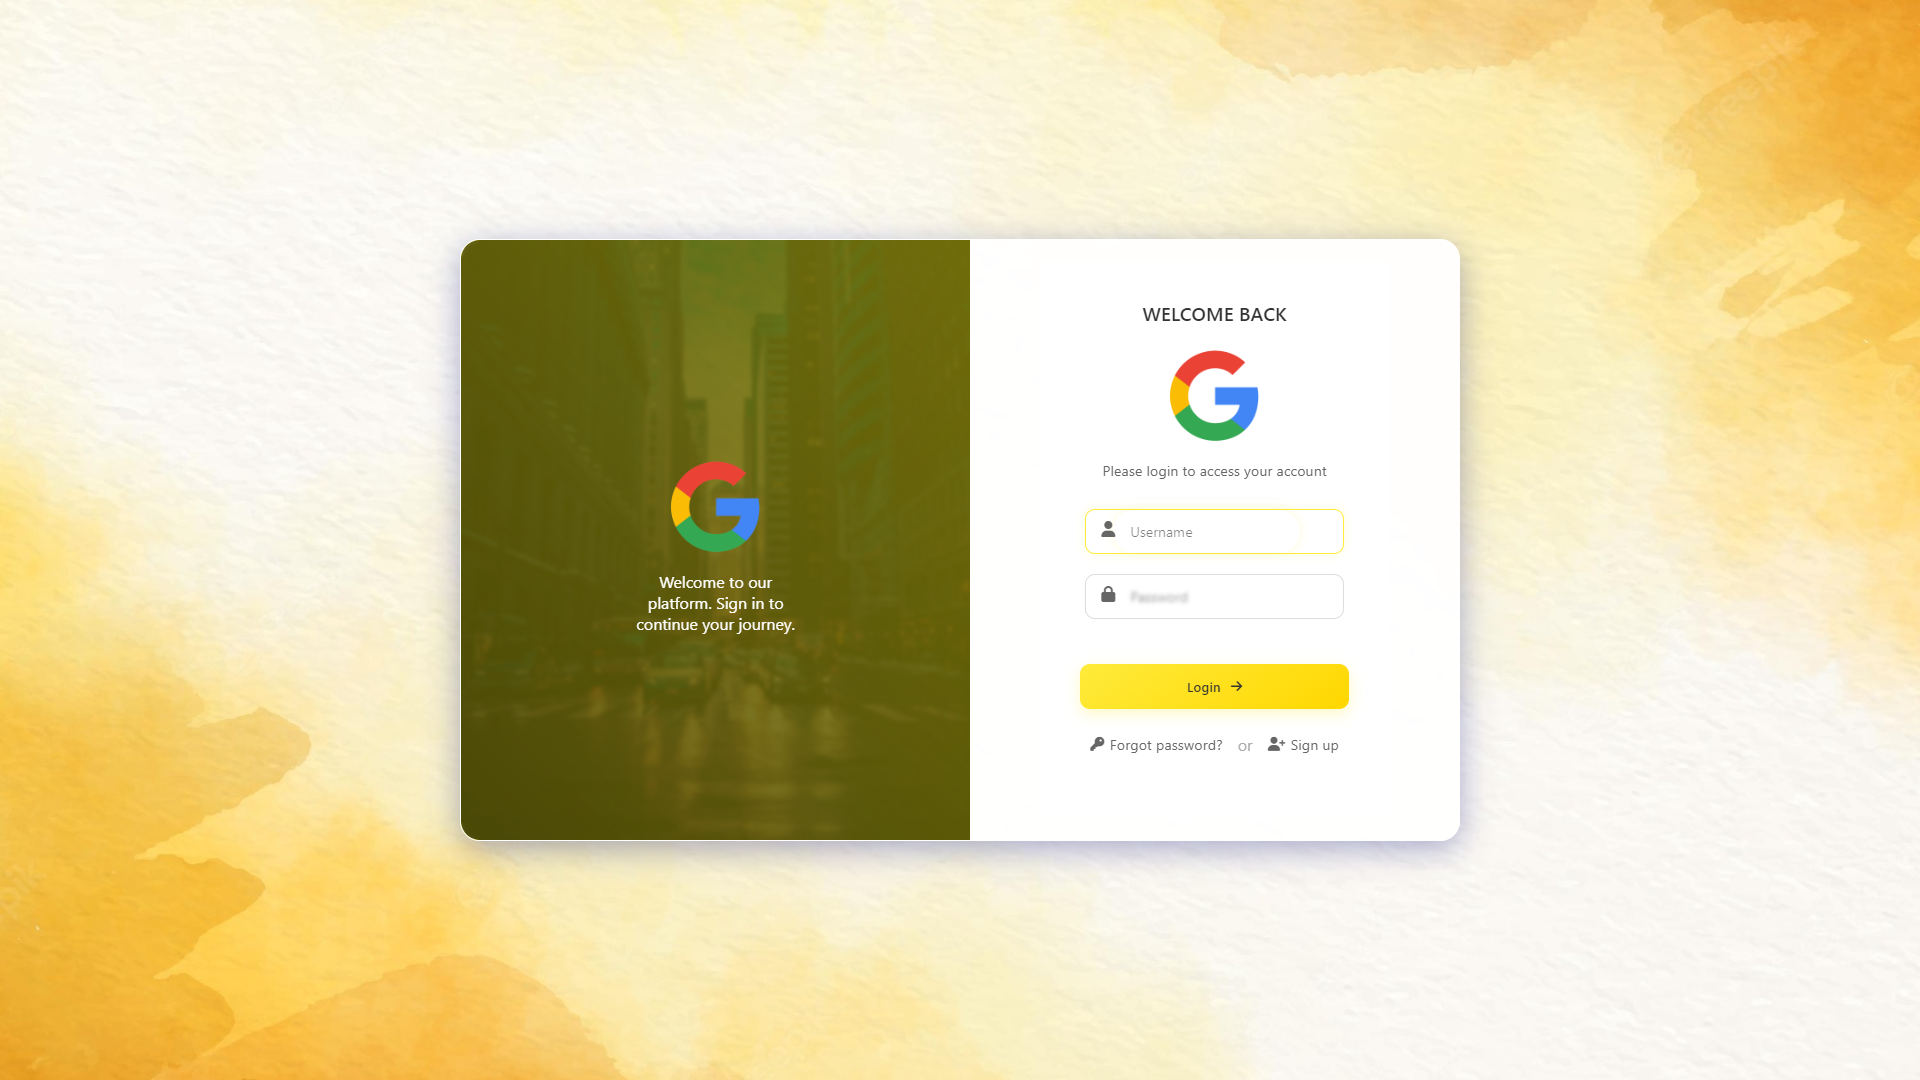 Welcome to our
platform. Sign in to
continue your journey.
WELCOME BACK
Please login to access your account
Username
Password
Login
Forgot password? or Sign up